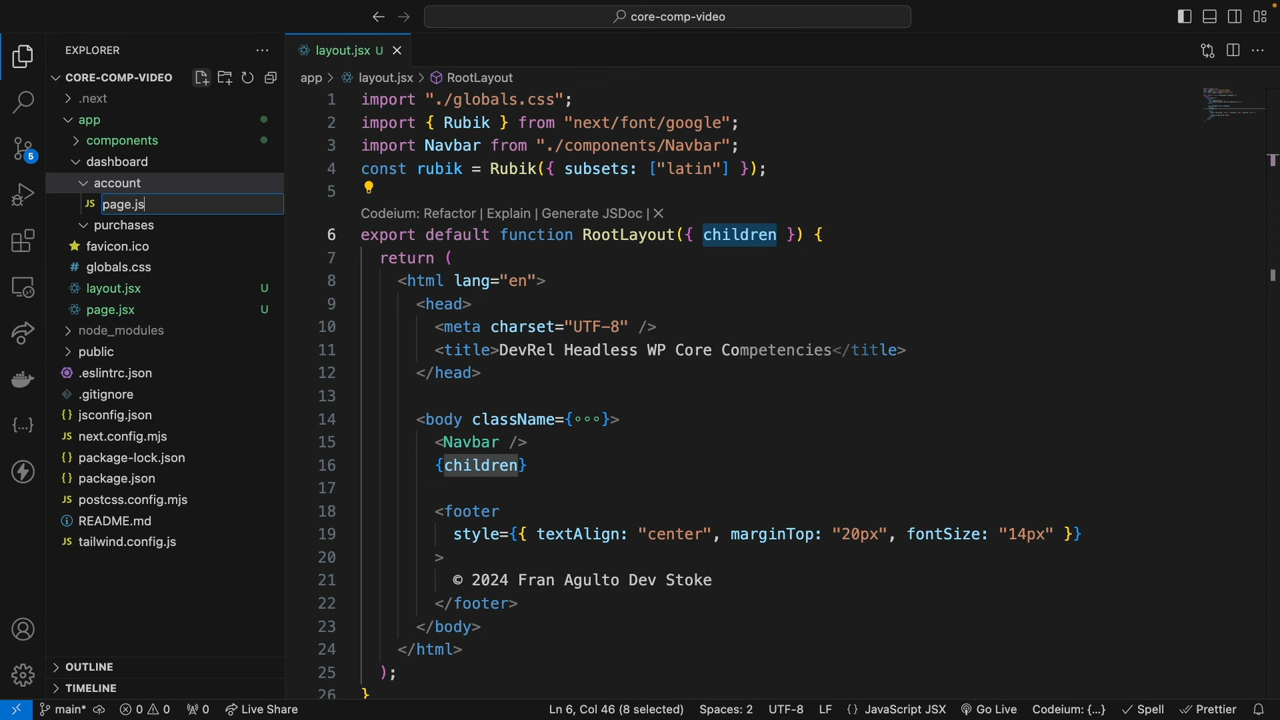 core-comp-video
EXPLORER
CORE-COMP-VIDEO
.next
app
components
dashboard
account
JS page.js
purchases
favicon.ico
# globals.css
layout.jsx U
page.jsx U
node_modules
public
.eslintrc.json
.gitignore
{} jsconfig.json
JS next.config.mjs
{} package-lock.json
{} package.json
JS postcss.config.mjs
README.md
JS tailwind.config.js
OUTLINE
TIMELINE
5
layout.jsx U
app > layout.jsx > RootLayout
1 import "./globals.css";
2 import { Rubik } from "next/font/google";
3 import Navbar from "./components/Navbar";
4 const rubik = Rubik({ subsets: ["latin"] });
5
Codeium: Refactor | Explain | Generate JSDoc | X
6 export default function RootLayout({ children }) {
7 return (
8 <html lang="en">
9 <head>
10 <meta charset="UTF-8" />
11 <title>DevRel Headless WP Core Competencies</title>
12 </head>
13
14 <body className={•••}>
15 <Navbar />
16 {children}
17
18 <footer
19 style={{ textAlign: "center", marginTop: "20px", fontSize: "14px" }}
20 >
21 © 2024 Fran Agulto Dev Stoke
22 </footer>
23 </body>
24 </html>
25 );
26 }
main* 0 0 0 Live Share Ln 6, Col 46 (8 selected) Spaces: 2 UTF-8 LF {} JavaScript JSX Go Live Codeium: {...} Spell Prettier